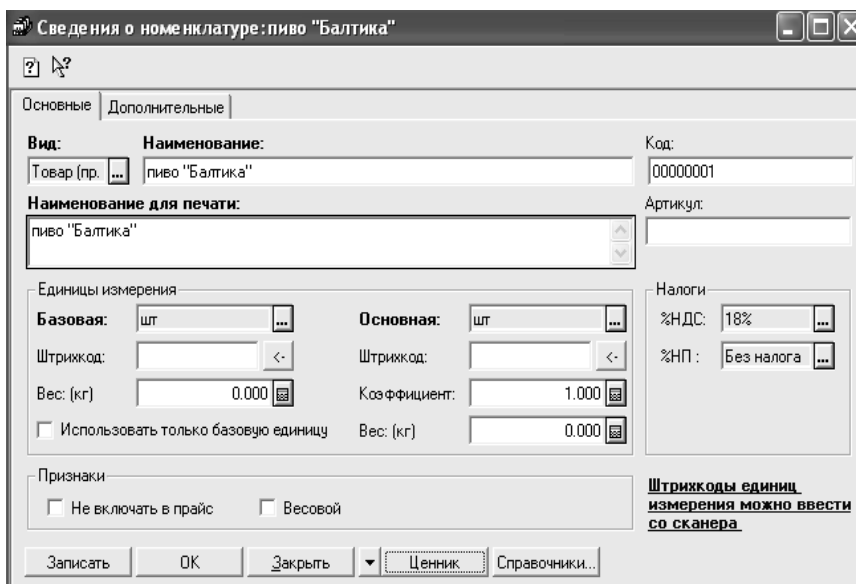 Сведения о номенклатуре:пиво "Балтика"
Основные Дополнительные
Вид: Наименование: Код:
Товар (пр. ... пиво "Балтика" 00000001
Наименование для печати: Артикул:
пиво "Балтика"
Единицы измерения Налоги
Базовая: шт ... Основная: шт ... %НДС: 18% ...
Штрихкод: <- Штрихкод: <- %НП : Без налога ...
Вес: (кг) 0.000 Коэффициент: 1.000
Использовать только базовую единицу Вес: (кг) 0.000
Признаки
Не включать в прайс Весовой
Штрихкоды единиц
измерения можно ввести
со сканера
Записать OK Закрыть Ценник Справочники...